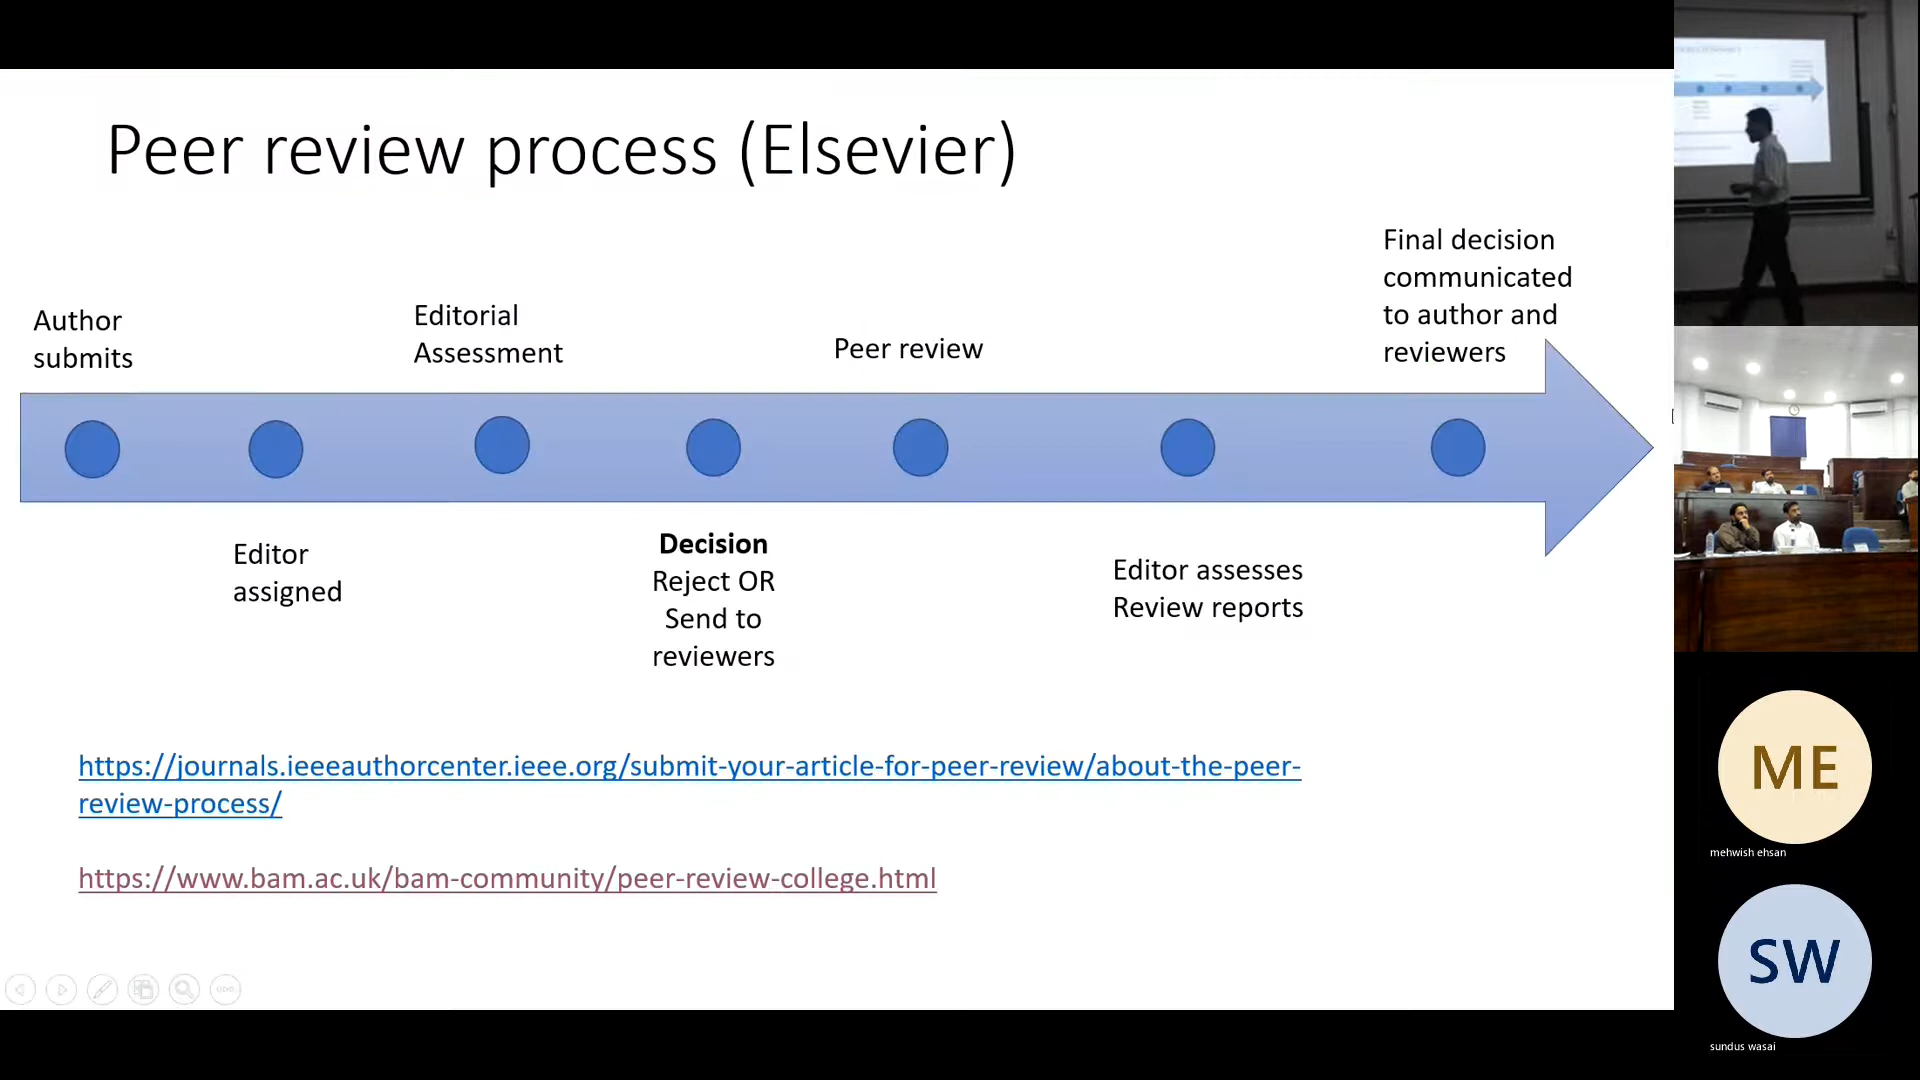 Peer review process (Elsevier)
Author
submits
Editor
assigned
Editorial
Assessment
Decision
Reject OR
Send to
reviewers
Peer review
Editor assesses
Review reports
Final decision
communicated
to author and
reviewers
https://journals.ieeeauthorcenter.ieee.org/submit-your-article-for-peer-review/about-the-peer-
review-process/
https://www.bam.ac.uk/bam-community/peer-review-college.html
ME
mehwish ehsan
SW
sundus wasai